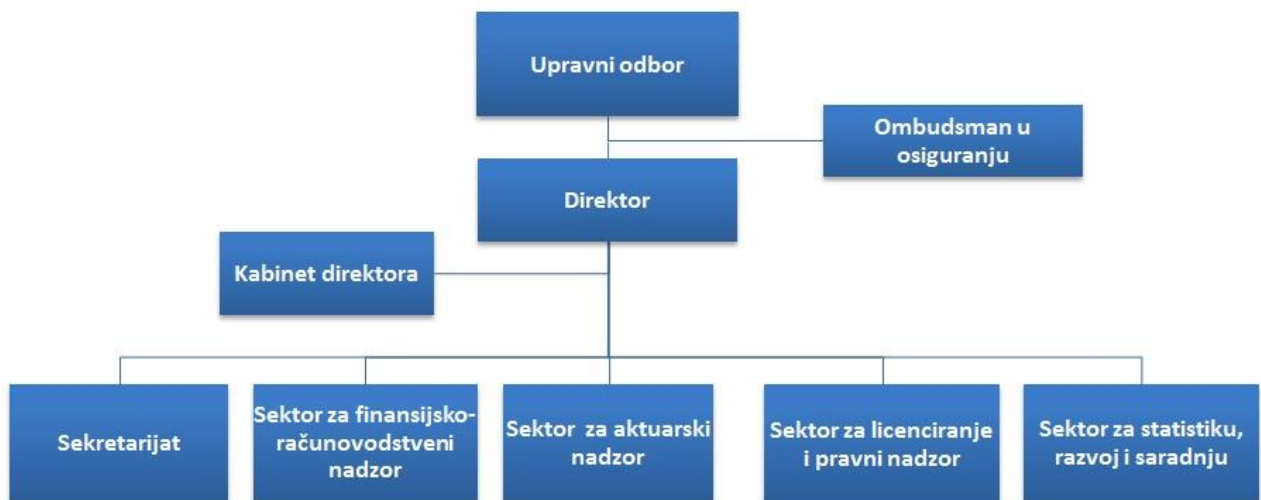 Upravni odbor
Ombudsman u
osiguranju
Direktor
Kabinet direktora
Sekretarijat
Sektor za finansijsko-
računovodstveni
nadzor
Sektor za aktuarski
nadzor
Sektor za licenciranje
i pravni nadzor
Sektor za statistiku,
razvoj i saradnju